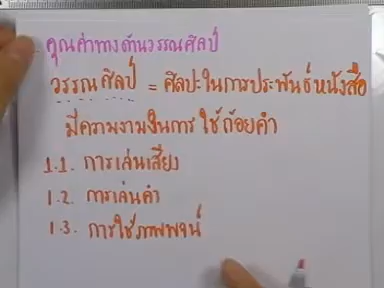 คุณค่าทางด้านวรรณศิลป์
วรรณศิลป์ = ศิลปะในการประพันธ์หนังสือ
มีความงามในการใช้ถ้อยคำ
1.1. การเล่นเสียง
1.2. การเล่นคำ
1.3. การใช้ภาพพจน์